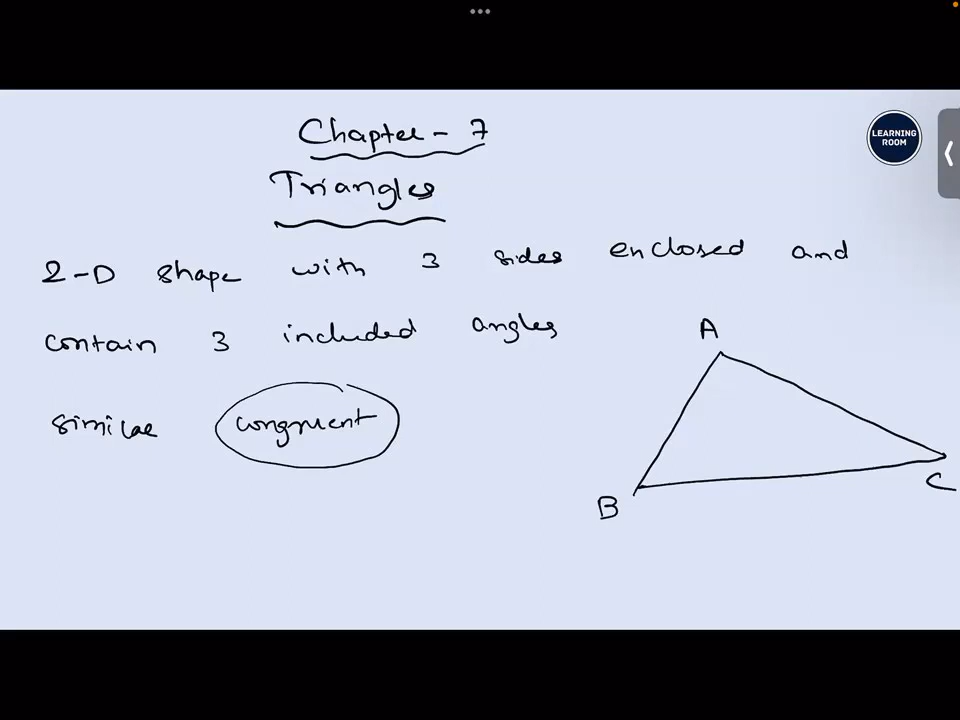 Chapter - 7
LEARNING
ROOM
Triangles
2-D shape with 3 sides enclosed and
contain 3 included angles
A
similar congruent
C
B